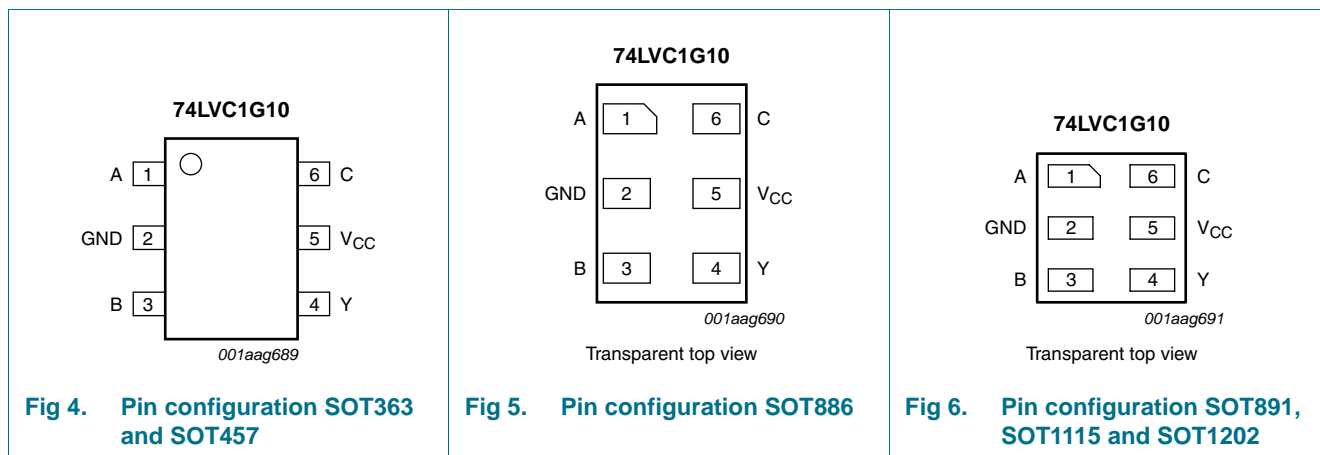 74LVC1G10
A 1 6 C
GND 2 5 VCC
B 3 4 Y
001aag689
Fig 4. Pin configuration SOT363
and SOT457
74LVC1G10
A 1 6 C
GND 2 5 VCC
B 3 4 Y
001aag690
Transparent top view
Fig 5. Pin configuration SOT886
74LVC1G10
A 1 6 C
GND 2 5 VCC
B 3 4 Y
001aag691
Transparent top view
Fig 6. Pin configuration SOT891,
SOT1115 and SOT1202